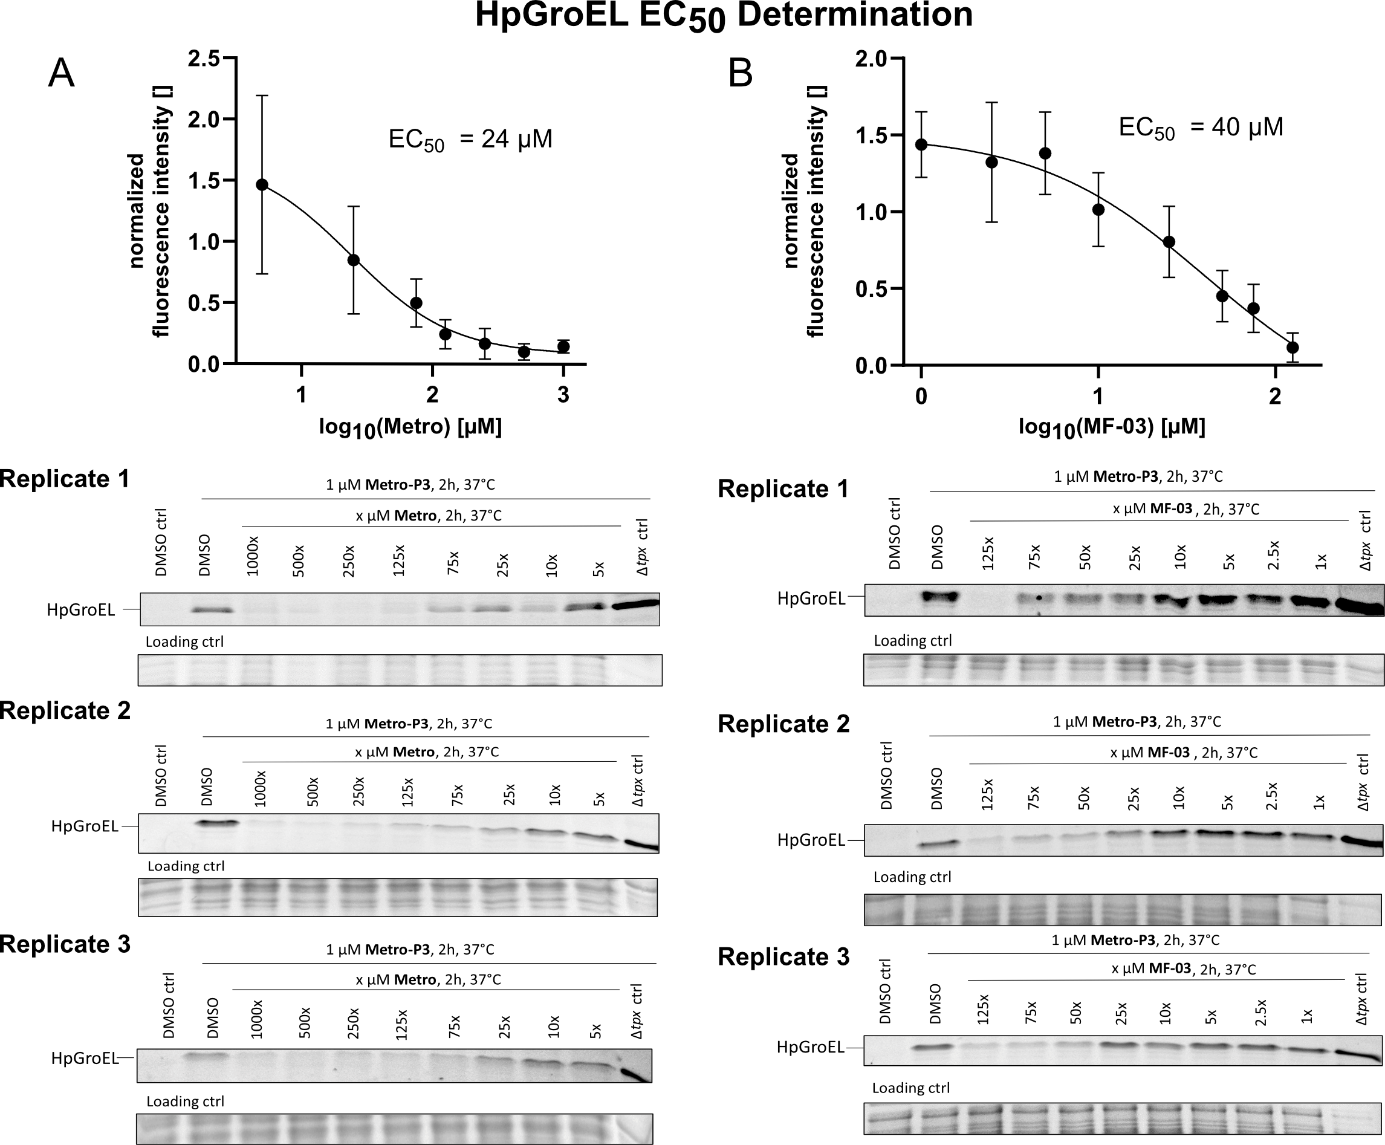 HpGroEL EC50 Determination
A
2.5
2.0
1.5
1.0
0.5
0.0
normalized
fluorescence intensity []
EC50 = 24 µM
1 2 3
log10(Metro) [µM]
B
2.0
1.5
1.0
0.5
0.0
normalized
fluorescence intensity []
EC50 = 40 µM
0 1 2
log10(MF-03) [µM]
Replicate 1
1 µM Metro-P3, 2h, 37°C
x µM Metro, 2h, 37°C
DMSO ctrl DMSO 1000x 500x 250x 125x 75x 25x 10x 5x Δtpx ctrl
HpGroEL
Loading ctrl
Replicate 2
1 µM Metro-P3, 2h, 37°C
x µM Metro, 2h, 37°C
DMSO ctrl DMSO 1000x 500x 250x 125x 75x 25x 10x 5x Δtpx ctrl
HpGroEL
Loading ctrl
Replicate 3
1 µM Metro-P3, 2h, 37°C
x µM Metro, 2h, 37°C
DMSO ctrl DMSO 1000x 500x 250x 125x 75x 25x 10x 5x Δtpx ctrl
HpGroEL
Loading ctrl
Replicate 1
1 µM Metro-P3, 2h, 37°C
x µM MF-03 , 2h, 37°C
DMSO ctrl DMSO 125x 75x 50x 25x 10x 5x 2.5x 1x Δtpx ctrl
HpGroEL
Loading ctrl
Replicate 2
1 µM Metro-P3, 2h, 37°C
x µM MF-03 , 2h, 37°C
DMSO ctrl DMSO 125x 75x 50x 25x 10x 5x 2.5x 1x Δtpx ctrl
HpGroEL
Loading ctrl
Replicate 3
1 µM Metro-P3, 2h, 37°C
x µM MF-03, 2h, 37°C
DMSO ctrl DMSO 125x 75x 50x 25x 10x 5x 2.5x 1x Δtpx ctrl
HpGroEL
Loading ctrl